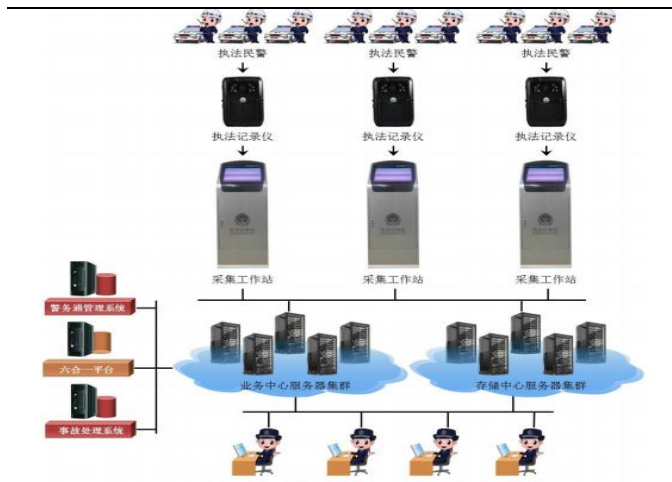 执法民警 执法民警 执法民警
执法记录仪 执法记录仪 执法记录仪
采集工作站 采集工作站 采集工作站
警务通管理系统
六合一平台
业务中心服务器集群 存储中心服务器集群
事故处理系统